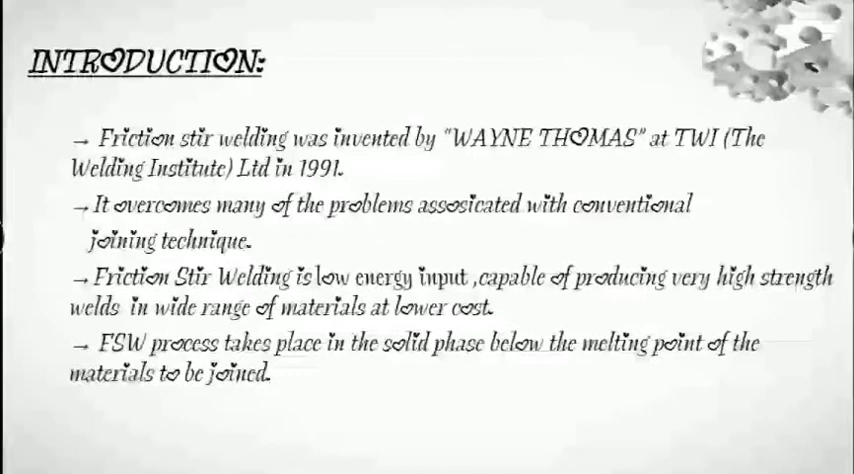 INTRODUCTION:
→ Friction stir welding was invented by "WAYNE THOMAS" at TWI (The
Welding Institute) Ltd in 1991.
→ It overcomes many of the problems assosicated with conventional
joining technique.
→ Friction Stir Welding is low energy input ,capable of producing very high strength
welds in wide range of materials at lower cost.
→ FSW process takes place in the solid phase below the melting point of the
materials to be joined.